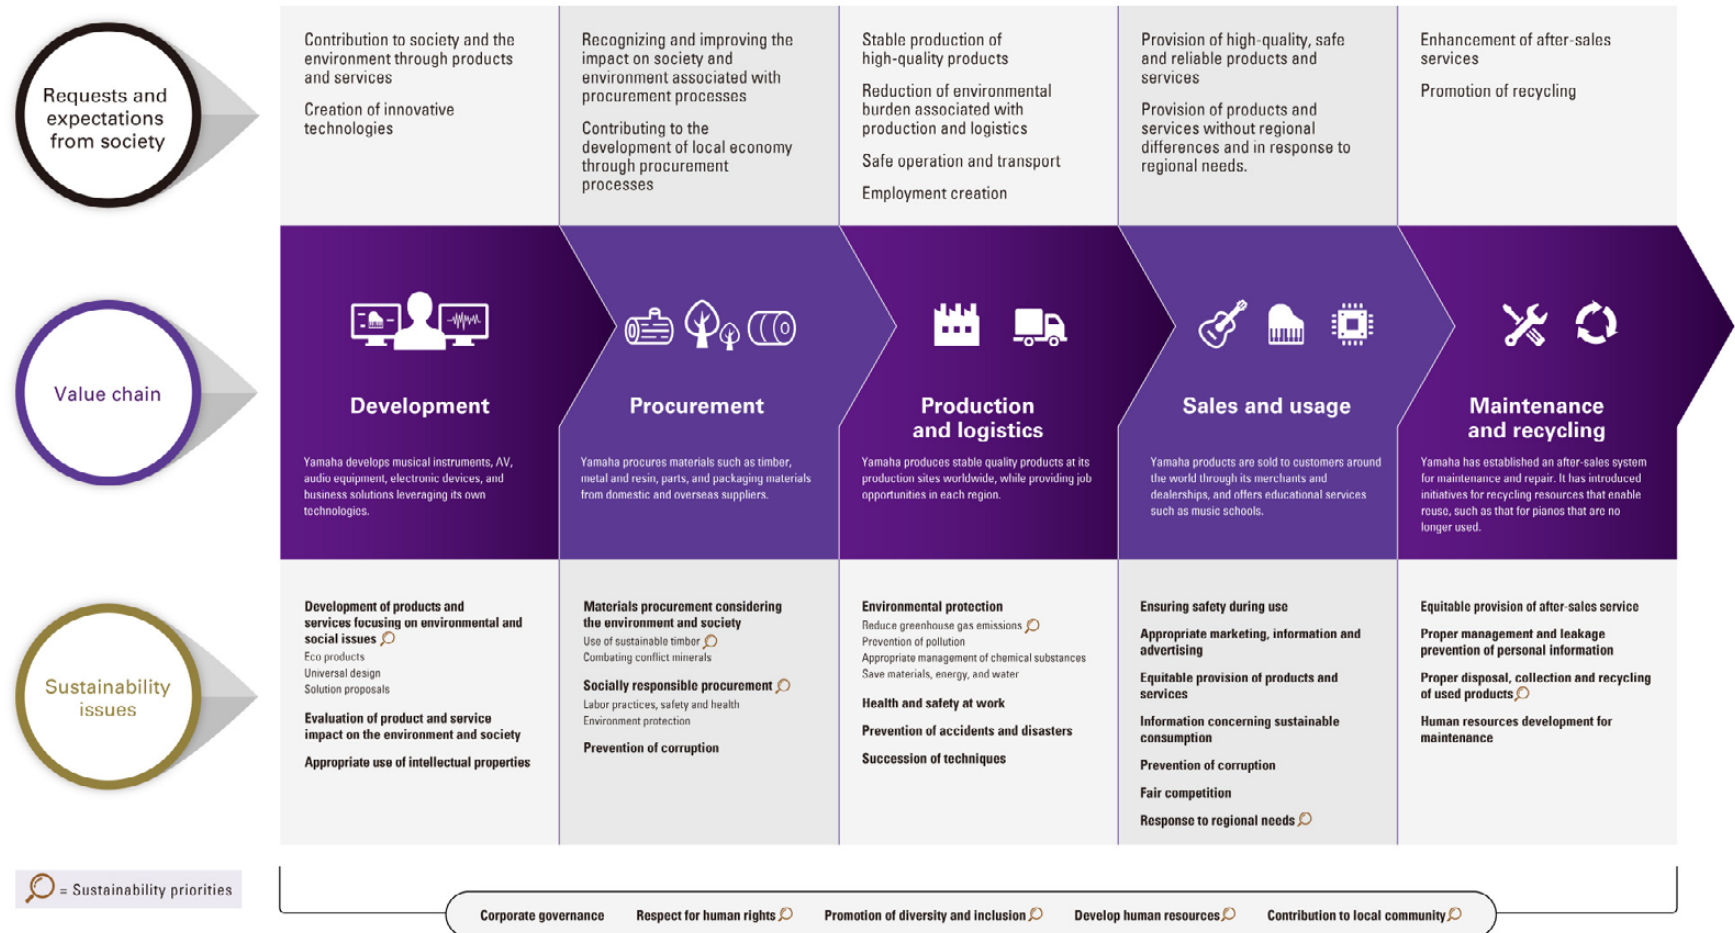 Requests and
expectations
from society
Contribution to society and the
environment through products
and services
Creation of innovative
technologies
Recognizing and improving the
impact on society and
environment associated with
procurement processes
Contributing to the
development of local economy
through procurement
processes
Stable production of
high-quality products
Reduction of environmental
burden associated with
production and logistics
Safe operation and transport
Employment creation
Provision of high-quality, safe
and reliable products and
services
Provision of products and
services without regional
differences and in response to
regional needs.
Enhancement of after-sales
services
Promotion of recycling
Value chain
Development
Yamaha develops musical instruments, AV,
audio equipment, electronic devices, and
business solutions leveraging its own
technologies.
Procurement
Yamaha procures materials such as timber,
metal and resin, parts, and packaging materials
from domestic and overseas suppliers.
Production
and logistics
Yamaha produces stable quality products at its
production sites worldwide, while providing job
opportunities in each region.
Sales and usage
Yamaha products are sold to customers around
the world through its merchants and
dealerships, and offers educational services
such as music schools.
Maintenance
and recycling
Yamaha has established an after-sales system
for maintenance and repair. It has introduced
initiatives for recycling resources that enable
reuse, such as that for pianos that are no
longer used.
Sustainability
issues
Development of products and
services focusing on environmental and
social issues
Eco products
Universal design
Solution proposals
Evaluation of product and service
impact on the environment and society
Appropriate use of intellectual properties
Materials procurement considering
the environment and society
Use of sustainable timber
Combating conflict minerals
Socially responsible procurement
Labor practices, safety and health
Environment protection
Prevention of corruption
Environmental protection
Reduce greenhouse gas emissions
Prevention of pollution
Appropriate management of chemical substances
Save materials, energy, and water
Health and safety at work
Prevention of accidents and disasters
Succession of techniques
Ensuring safety during use
Appropriate marketing, information and
advertising
Equitable provision of products and
services
Information concerning sustainable
consumption
Prevention of corruption
Fair competition
Response to regional needs
Equitable provision of after-sales service
Proper management and leakage
prevention of personal information
Proper disposal, collection and recycling
of used products
Human resources development for
maintenance
= Sustainability priorities
Corporate governance
Respect for human rights
Promotion of diversity and inclusion
Develop human resources
Contribution to local community